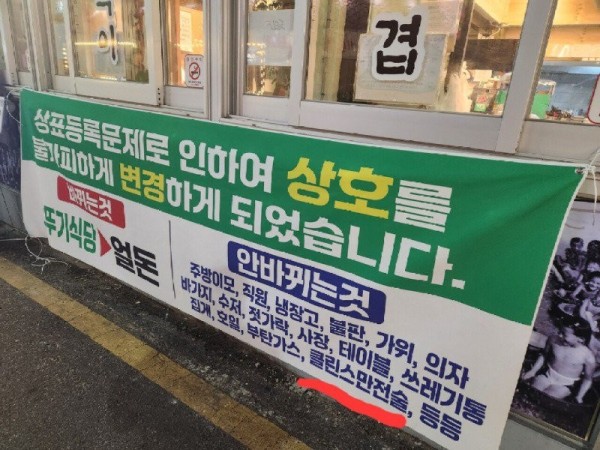 겹
상표등록문제로 인하여 상호를
불가피하게 변경하게 되었습니다.
바뀌는것
뚜기식당▶얼돈
안바뀌는것
주방이모, 직원, 냉장고, 불판, 가위, 의자
바가지, 수저, 젓가락, 사장, 테이블, 쓰레기통
집게, 호일, 부탄가스, 클린스만전술, 등등